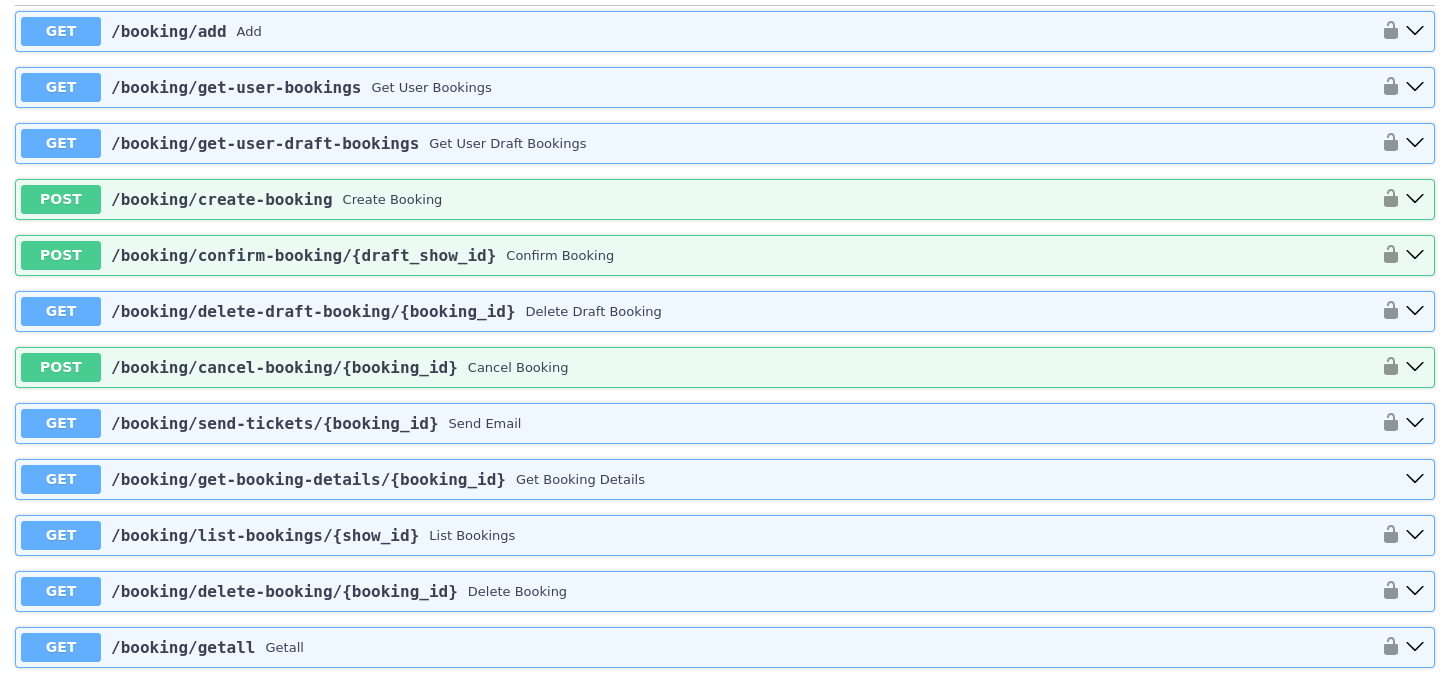 GET /booking/add Add
GET /booking/get-user-bookings Get User Bookings
GET /booking/get-user-draft-bookings Get User Draft Bookings
POST /booking/create-booking Create Booking
POST /booking/confirm-booking/{draft_show_id} Confirm Booking
GET /booking/delete-draft-booking/{booking_id} Delete Draft Booking
POST /booking/cancel-booking/{booking_id} Cancel Booking
GET /booking/send-tickets/{booking_id} Send Email
GET /booking/get-booking-details/{booking_id} Get Booking Details
GET /booking/list-bookings/{show_id} List Bookings
GET /booking/delete-booking/{booking_id} Delete Booking
GET /booking/getall Getall